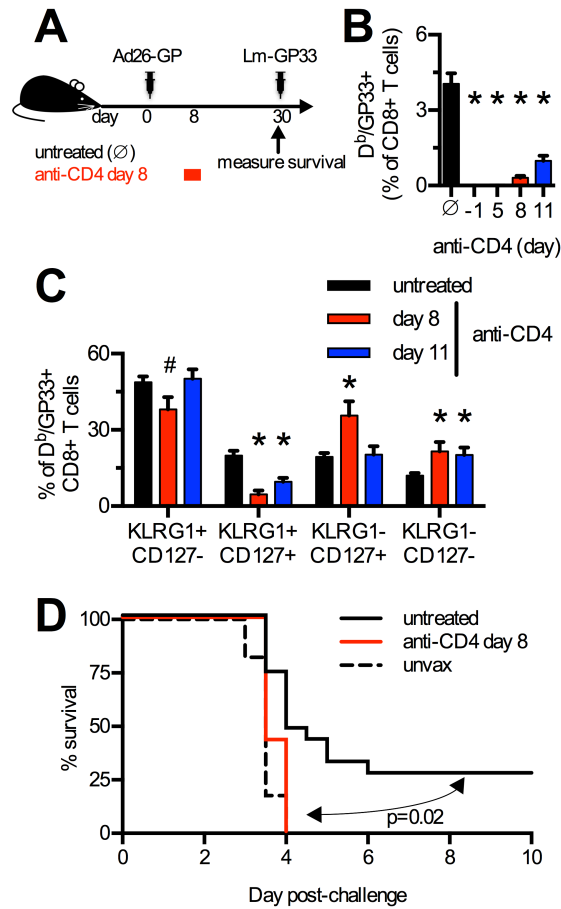 A
Ad26-GP
Lm-GP33
day 0 8 30
untreated (∅)
anti-CD4 day 8
measure survival
B
Dᵇ/GP33+
(% of CD8+ T cells)
6
3
0
* * * *
∅ -1 5 8 11
anti-CD4 (day)
C
untreated
day 8
day 11
anti-CD4
% of Dᵇ/GP33+
CD8+ T cells
60
30
0
#
* *
*
* *
KLRG1+
CD127-
KLRG1+
CD127+
KLRG1-
CD127+
KLRG1-
CD127-
D
% survival
100
75
50
25
0
untreated
anti-CD4 day 8
unvax
p=0.02
0 2 4 6 8 10
Day post-challenge